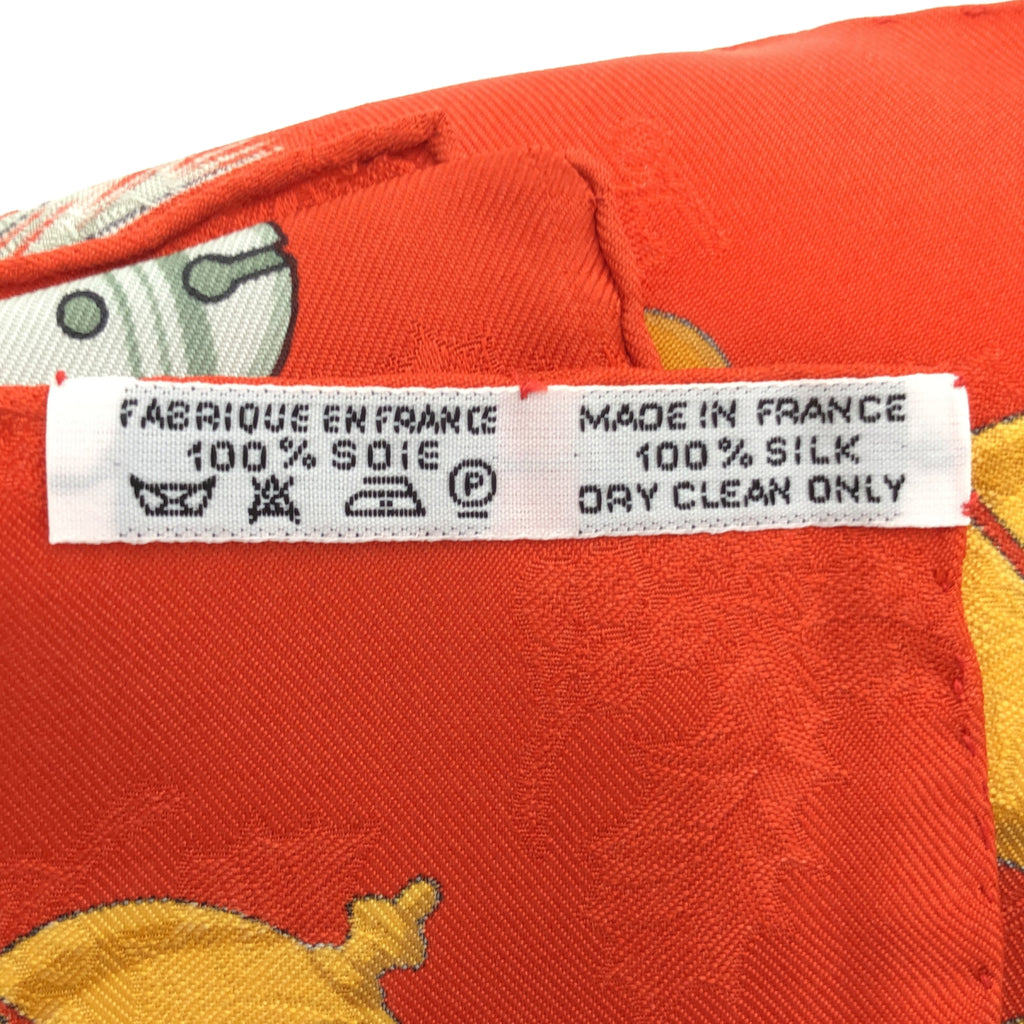 FABRIQUE EN FRANCE
100% SOIE
P
MADE IN FRANCE
100% SILK
DRY CLEAN ONLY